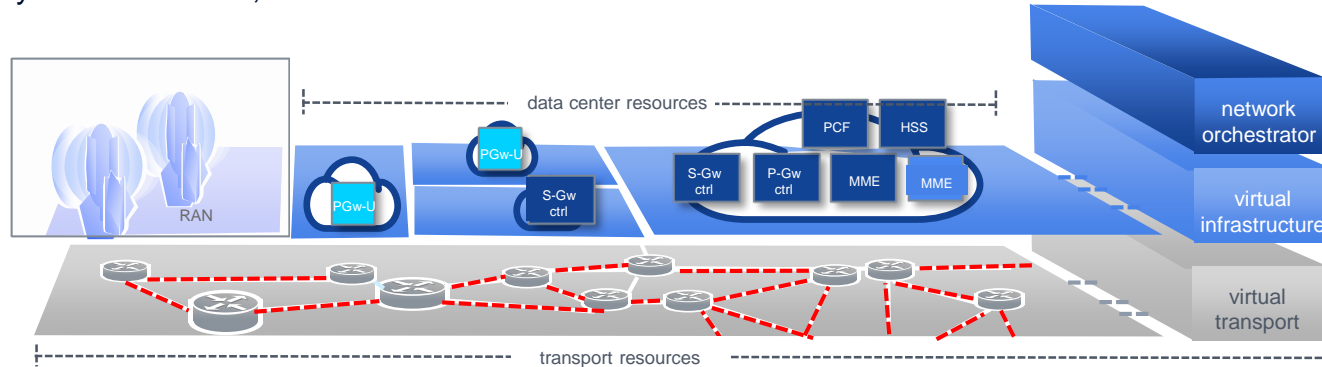 data center resources
network
orchestrator
PCF
HSS
PGw-U
S-Gw
ctrl
P-Gw
ctrl
MME
MME
PGw-U
S-Gw
ctrl
RAN
virtual
infrastructure
virtual
transport
transport resources